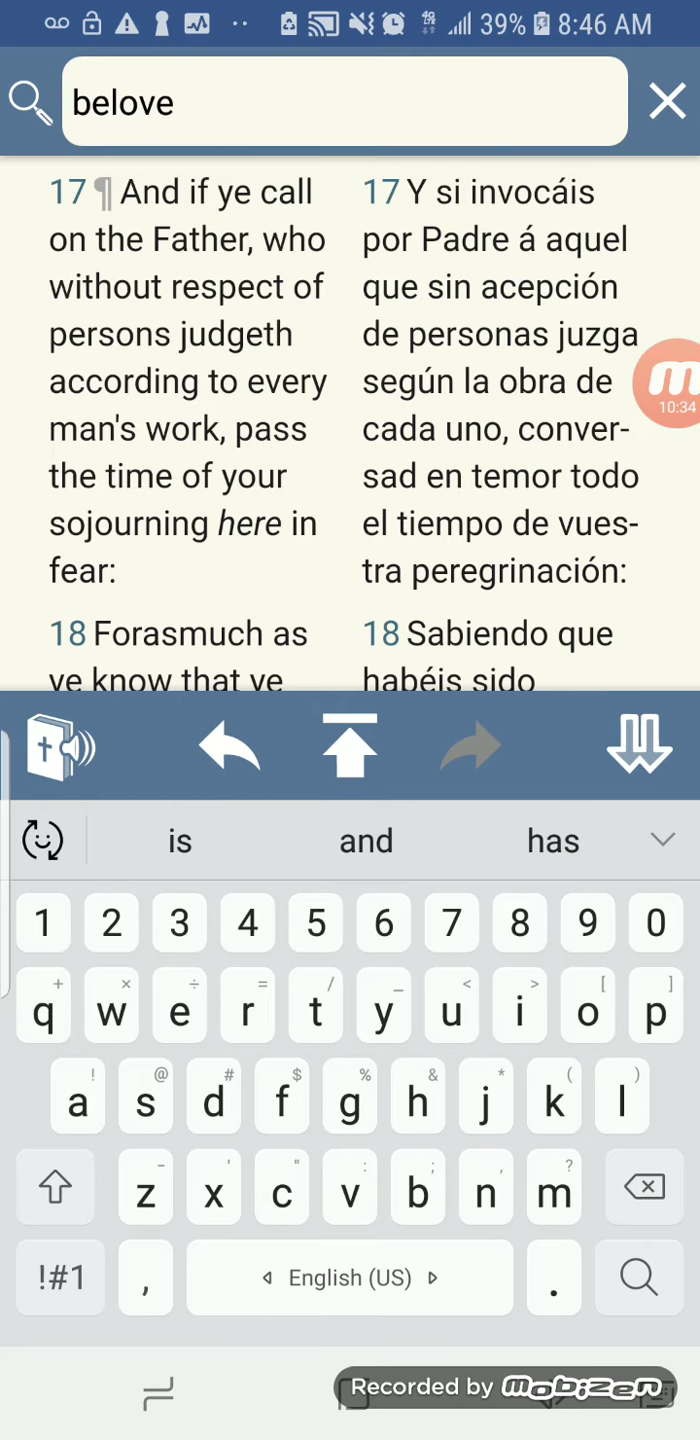 39% 8:46 AM
belove
17 ¶ And if ye call
on the Father, who
without respect of
persons judgeth
according to every
man's work, pass
the time of your
sojourning here in
fear:
18 Forasmuch as
ye know that ye
17 Y si invocáis
por Padre á aquel
que sin acepción
de personas juzga
según la obra de
cada uno, conver-
sad en temor todo
el tiempo de vues-
tra peregrinación:
18 Sabiendo que
habéis sido
m
10:34
is and has
1 2 3 4 5 6 7 8 9 0
+ × ÷ = / _ < > [ ]
q w e r t y u i o p
! @ # $ % & * ( )
a s d f g h j k l
- ' " : ; , ?
z x c v b n m
!#1 , English (US) .
Recorded by mobizen